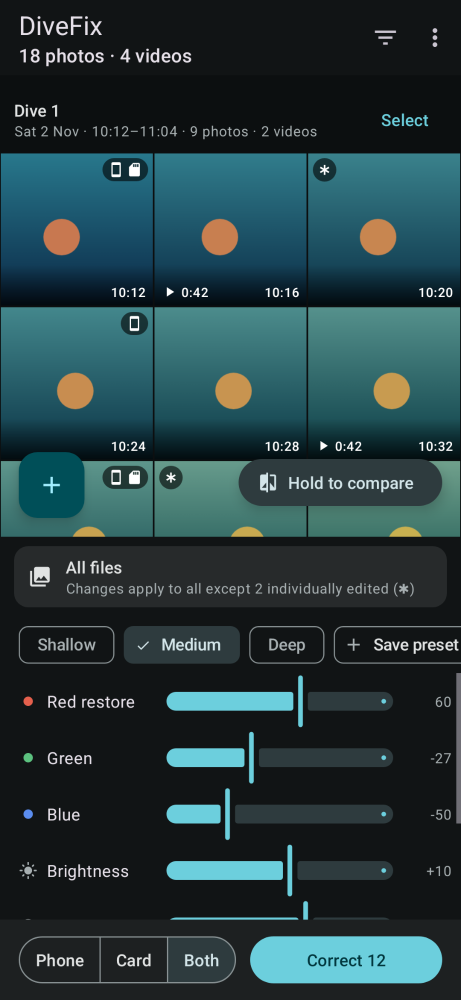 DiveFix
18 photos · 4 videos
Dive 1
Sat 2 Nov · 10:12–11:04 · 9 photos · 2 videos
Select
10:12
0:42
10:16
10:20
10:24
10:28
0:42
10:32
+
Hold to compare
All files
Changes apply to all except 2 individually edited (✱)
Shallow
Medium
Deep
Save preset
Red restore
60
Green
-27
Blue
-50
Brightness
+10
Phone
Card
Both
Correct 12